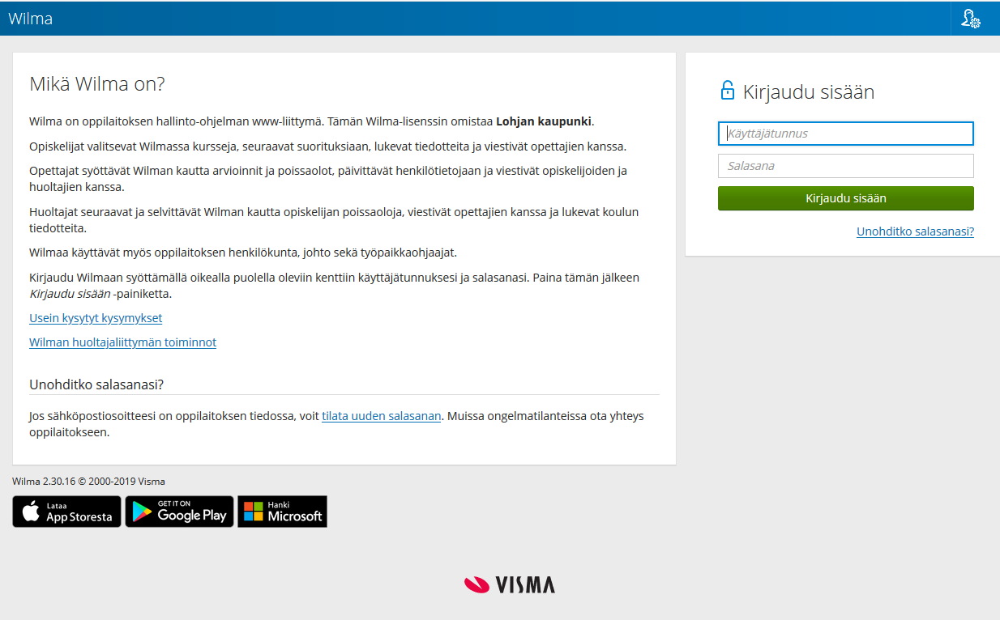 Wilma
Mikä Wilma on?
Wilma on oppilaitoksen hallinto-ohjelman www-liittymä. Tämän Wilma-lisenssin omistaa Lohjan kaupunki.
Opiskelijat valitsevat Wilmassa kursseja, seuraavat suorituksiaan, lukevat tiedotteita ja viestivät opettajien kanssa.
Opettajat syöttävät Wilman kautta arvioinnit ja poissaolot, päivittävät henkilötietojaan ja viestivät opiskelijoiden ja
huoltajien kanssa.
Huoltajat seuraavat ja selvittävät Wilman kautta opiskelijan poissaoloja, viestivät opettajien kanssa ja lukevat koulun
tiedotteita.
Wilmaa käyttävät myös oppilaitoksen henkilökunta, johto sekä työpaikkaohjaajat.
Kirjaudu Wilmaan syöttämällä oikealla puolella oleviin kenttiin käyttäjätunnuksesi ja salasanasi. Paina tämän jälkeen
Kirjaudu sisään -painiketta.
Usein kysytyt kysymykset
Wilman huoltajaliittymän toiminnot
Unohditko salasanasi?
Jos sähköpostiosoitteesi on oppilaitoksen tiedossa, voit tilata uuden salasanan. Muissa ongelmatilanteissa ota yhteys
oppilaitokseen.
Kirjaudu sisään
Käyttäjätunnus
Salasana
Kirjaudu sisään
Unohditko salasanasi?
Wilma 2.30.16 © 2000-2019 Visma
Lataa
App Storesta
GET IT ON
Google Play
Hanki
Microsoft
VISMA